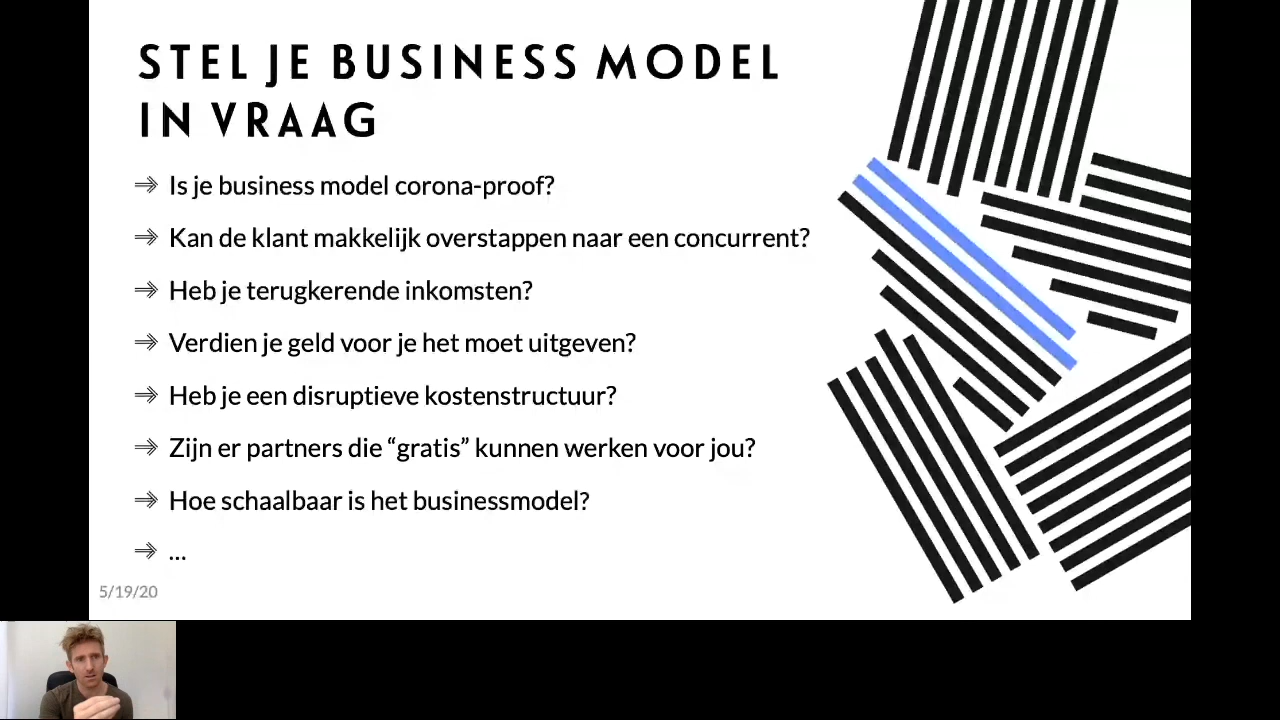 STEL JE BUSINESS MODEL
IN VRAAG
⇒ Is je business model corona-proof?
⇒ Kan de klant makkelijk overstappen naar een concurrent?
⇒ Heb je terugkerende inkomsten?
⇒ Verdien je geld voor je het moet uitgeven?
⇒ Heb je een disruptieve kostenstructuur?
⇒ Zijn er partners die “gratis” kunnen werken voor jou?
⇒ Hoe schaalbaar is het businessmodel?
⇒ ...
5/19/20